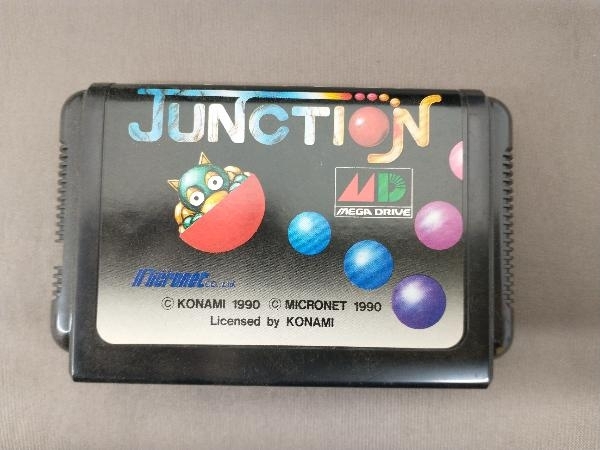 JUNCTION
MD
MEGA DRIVE
Micronet CO., Ltd.
© KONAMI 1990 © MICRONET 1990
Licensed by KONAMI